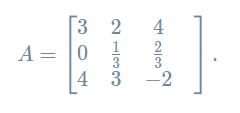 A = [3 2 4
0 1/3 2/3
4 3 −2] .